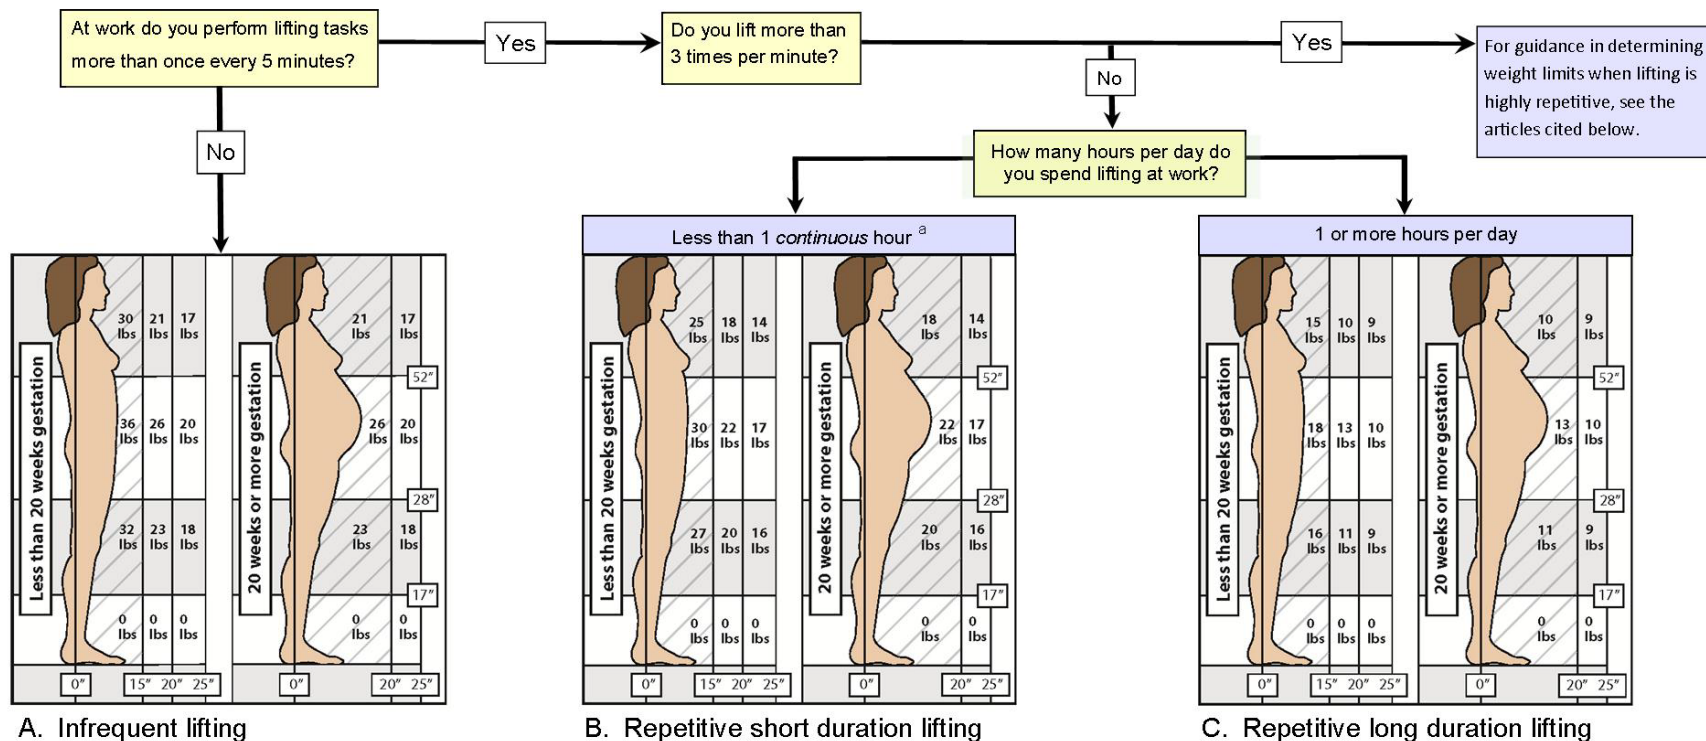 At work do you perform lifting tasks
more than once every 5 minutes?
Yes
Do you lift more than
3 times per minute?
Yes
For guidance in determining
weight limits when lifting is
highly repetitive, see the
articles cited below.
No
No
How many hours per day do
you spend lifting at work?
Less than 1 continuous hour a
1 or more hours per day
Less than 20 weeks gestation
30 lbs 21 lbs 17 lbs
36 lbs 26 lbs 20 lbs
32 lbs 23 lbs 18 lbs
0 lbs 0 lbs 0 lbs
0" 15" 20" 25"
20 weeks or more gestation
21 lbs 17 lbs
52"
26 lbs 20 lbs
28"
23 lbs 18 lbs
17"
0 lbs 0 lbs
0" 20" 25"
A. Infrequent lifting
Less than 20 weeks gestation
25 lbs 18 lbs 14 lbs
30 lbs 22 lbs 17 lbs
27 lbs 20 lbs 16 lbs
0 lbs 0 lbs 0 lbs
0" 15" 20" 25"
20 weeks or more gestation
18 lbs 14 lbs
52"
22 lbs 17 lbs
28"
20 lbs 16 lbs
17"
0 lbs 0 lbs
0" 20" 25"
B. Repetitive short duration lifting
Less than 20 weeks gestation
15 lbs 10 lbs 9 lbs
18 lbs 13 lbs 10 lbs
16 lbs 11 lbs 9 lbs
0 lbs 0 lbs 0 lbs
0" 15" 20" 25"
20 weeks or more gestation
10 lbs 9 lbs
52"
13 lbs 10 lbs
28"
11 lbs 9 lbs
17"
0 lbs 0 lbs
0" 20" 25"
C. Repetitive long duration lifting